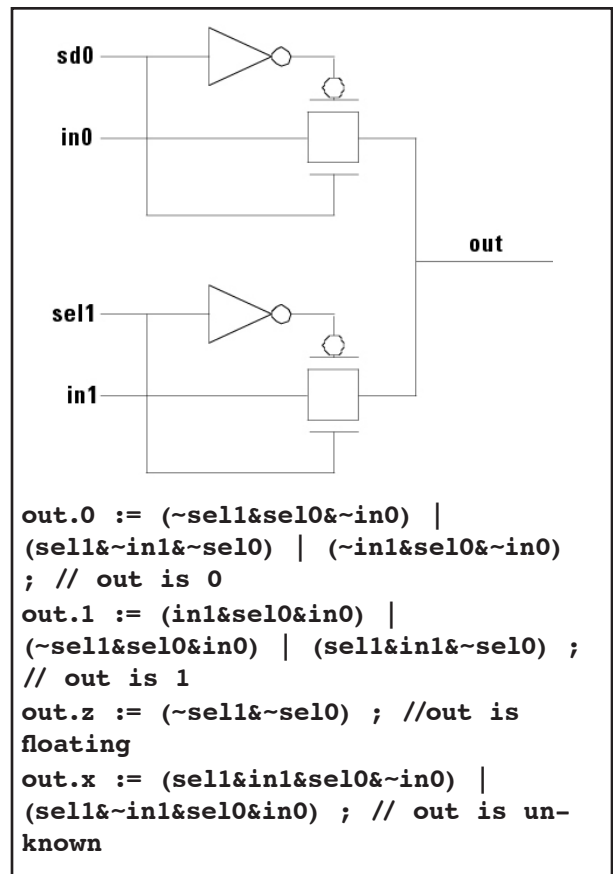 sd0
in0
out
sel1
in1
out.0 := (~sel1&sel0&~in0) |
(sel1&~in1&~sel0) | (~in1&sel0&~in0)
; // out is 0
out.1 := (in1&sel0&in0) |
(~sel1&sel0&in0) | (sel1&in1&~sel0) ;
// out is 1
out.z := (~sel1&~sel0) ; //out is
floating
out.x := (sel1&in1&sel0&~in0) |
(sel1&~in1&sel0&in0) ; // out is un-
known